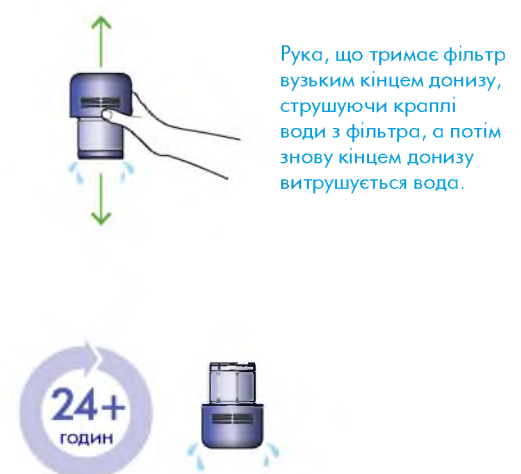 Рука, що тримає фільтр
вузьким кінцем донизу,
струшуючи краплі
води з фільтра, а потім
знову кінцем донизу
витрушується вода.
24+
годин